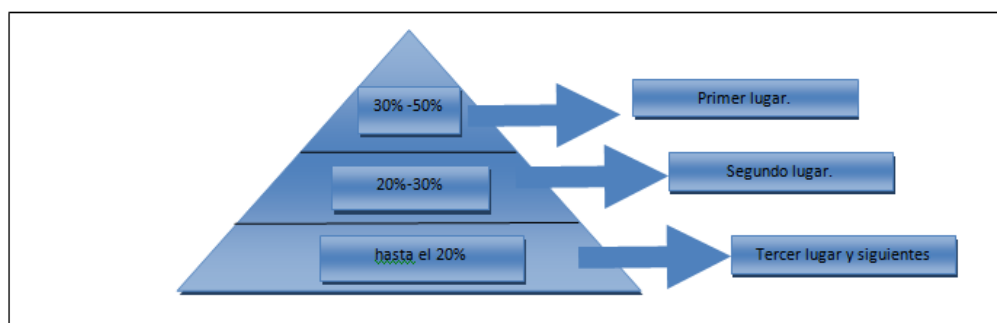 30% -50%
Primer lugar.
20%-30%
Segundo lugar.
hasta el 20%
Tercer lugar y siguientes